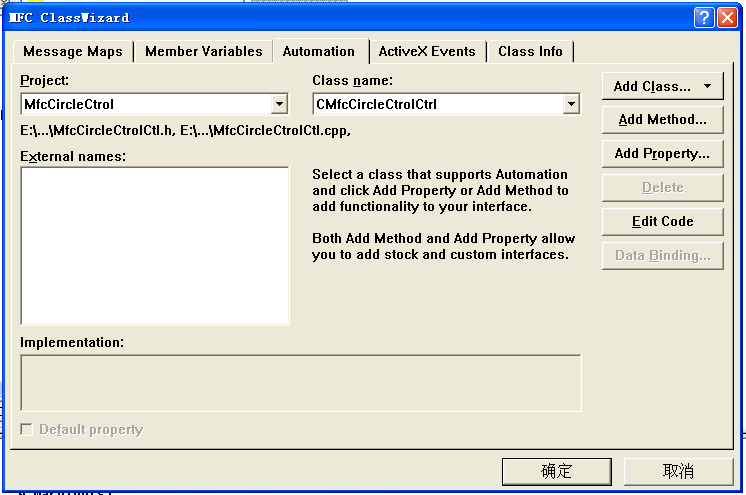 MFC ClassWizard
Message Maps
Member Variables
Automation
ActiveX Events
Class Info
Project:
Class name:
MfcCircleCtrol
CMfcCircleCtrolCtrl
Add Class...
E:\...\MfcCircleCtrolCtl.h, E:\...\MfcCircleCtrolCtl.cpp,
Add Method...
External names:
Add Property...
Select a class that supports Automation
and click Add Property or Add Method to
add functionality to your interface.
Delete
Edit Code
Both Add Method and Add Property allow
you to add stock and custom interfaces.
Data Binding...
Implementation:
Default property
确定
取消